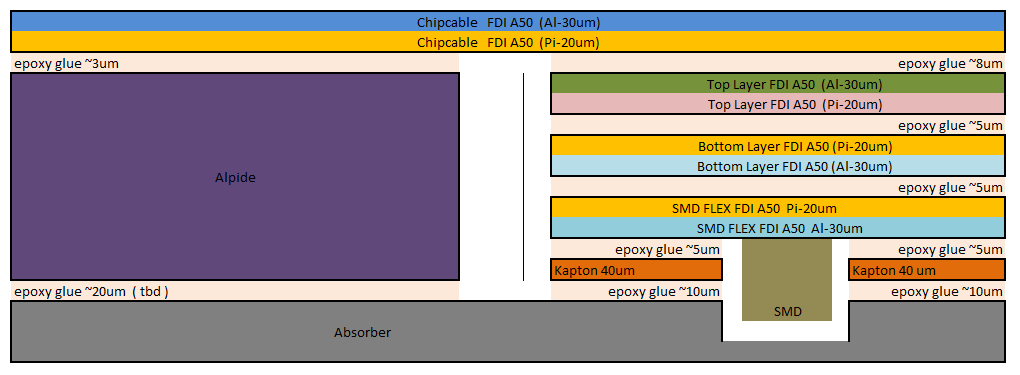 Chipcable FDI A50 (Al-30um)
Chipcable FDI A50 (Pi-20um)
epoxy glue ~3um
epoxy glue ~8um
Top Layer FDI A50 (Al-30um)
Top Layer FDI A50 (Pi-20um)
epoxy glue ~5um
Bottom Layer FDI A50 (Pi-20um)
Bottom Layer FDI A50 (Al-30um)
Alpide
epoxy glue ~5um
SMD FLEX FDI A50 Pi-20um
SMD FLEX FDI A50 Al-30um
epoxy glue ~5um
epoxy glue ~5um
Kapton 40um
Kapton 40 um
epoxy glue ~20um ( tbd )
epoxy glue ~10um
epoxy glue ~10um
SMD
Absorber